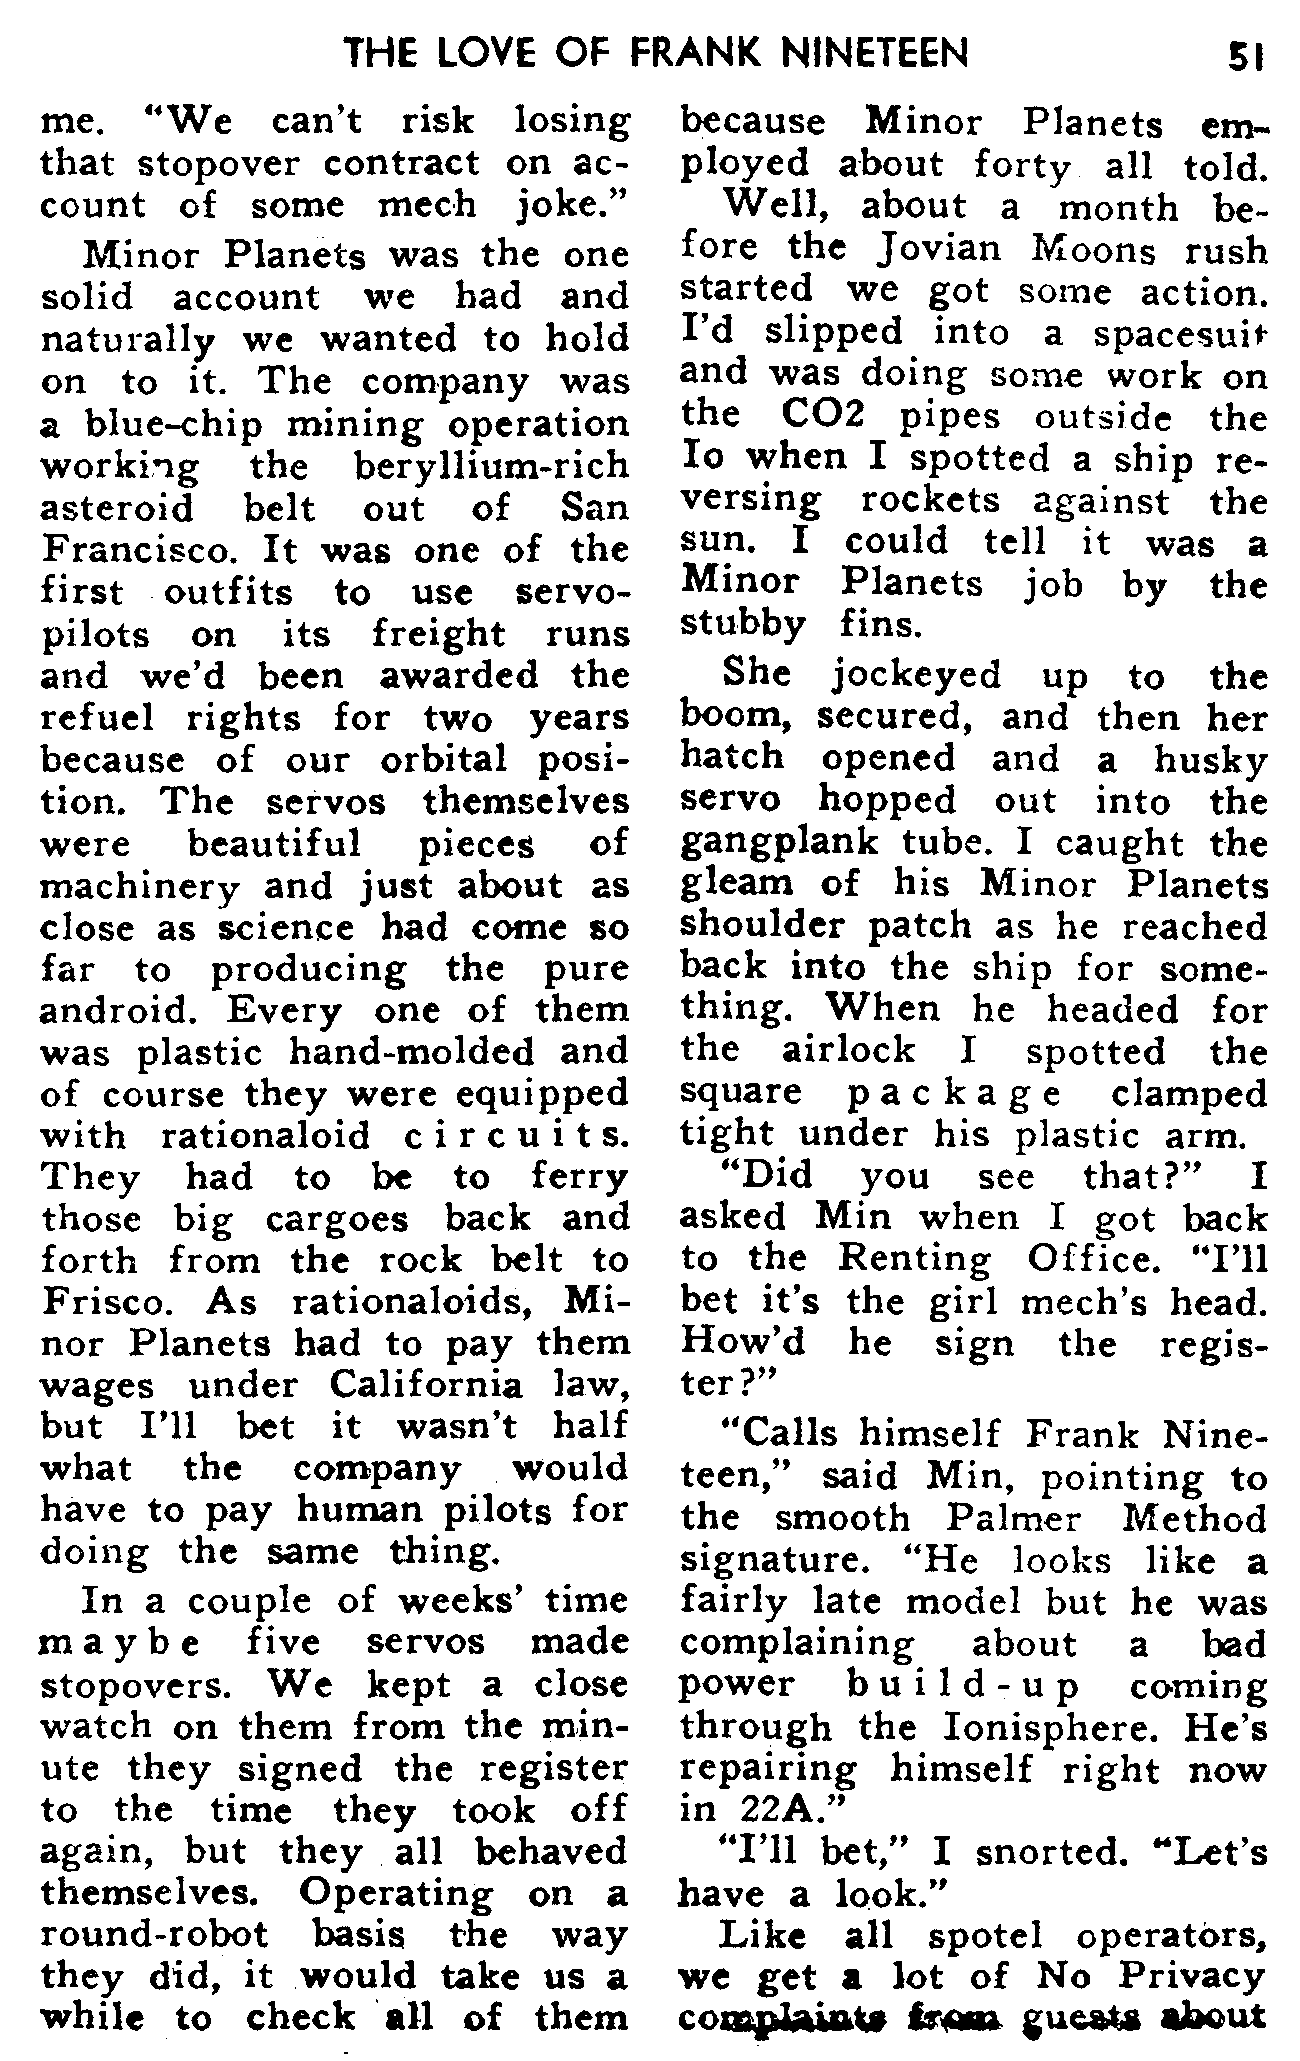 THE LOVE OF FRANK NINETEEN 51
me. “We can’t risk losing
that stopover contract on ac-
count of some mech joke.”
Minor Planets was the one
solid account we had and
naturally we wanted to hold
on to it. The company was
a blue-chip mining operation
working the beryllium-rich
asteroid belt out of San
Francisco. It was one of the
first outfits to use servo-
pilots on its freight runs
and we’d been awarded the
refuel rights for two years
because of our orbital posi-
tion. The servos themselves
were beautiful pieces of
machinery and just about as
close as science had come so
far to producing the pure
android. Every one of them
was plastic hand-molded and
of course they were equipped
with rationaloid circuits.
They had to be to ferry
those big cargoes back and
forth from the rock belt to
Frisco. As rationaloids, Mi-
nor Planets had to pay them
wages under California law,
but I’ll bet it wasn’t half
what the company would
have to pay human pilots for
doing the same thing.
In a couple of weeks’ time
maybe five servos made
stopovers. We kept a close
watch on them from the min-
ute they signed the register
to the time they took off
again, but they all behaved
themselves. Operating on a
round-robot basis the way
they did, it would take us a
while to check all of them
because Minor Planets em-
ployed about forty all told.
Well, about a month be-
fore the Jovian Moons rush
started we got some action.
I’d slipped into a spacesuit
and was doing some work on
the CO2 pipes outside the
Io when I spotted a ship re-
versing rockets against the
sun. I could tell it was a
Minor Planets job by the
stubby fins.
She jockeyed up to the
boom, secured, and then her
hatch opened and a husky
servo hopped out into the
gangplank tube. I caught the
gleam of his Minor Planets
shoulder patch as he reached
back into the ship for some-
thing. When he headed for
the airlock I spotted the
square package clamped
tight under his plastic arm.
“Did you see that?” I
asked Min when I got back
to the Renting Office. “I’ll
bet it’s the girl mech’s head.
How’d he sign the regis-
ter?”
“Calls himself Frank Nine-
teen,” said Min, pointing to
the smooth Palmer Method
signature. “He looks like a
fairly late model but he was
complaining about a bad
power build-up coming
through the Ionisphere. He’s
repairing himself right now
in 22A.”
“I’ll bet,” I snorted. “Let’s
have a look.”
Like all spotel operators,
we get a lot of No Privacy
complaints from guests about